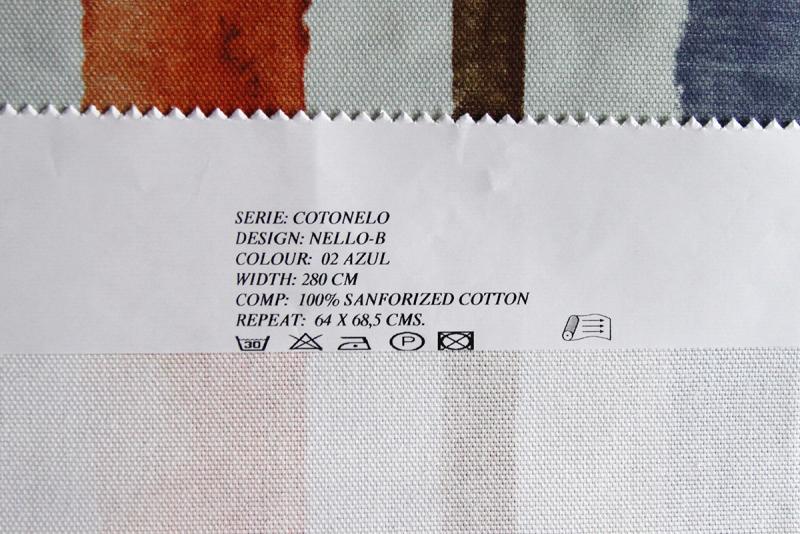 SERIE: COTONELO
DESIGN: NELLO-B
COLOUR: 02 AZUL
WIDTH: 280 CM
COMP: 100% SANFORIZED COTTON
REPEAT: 64 X 68,5 CMS.
30 P